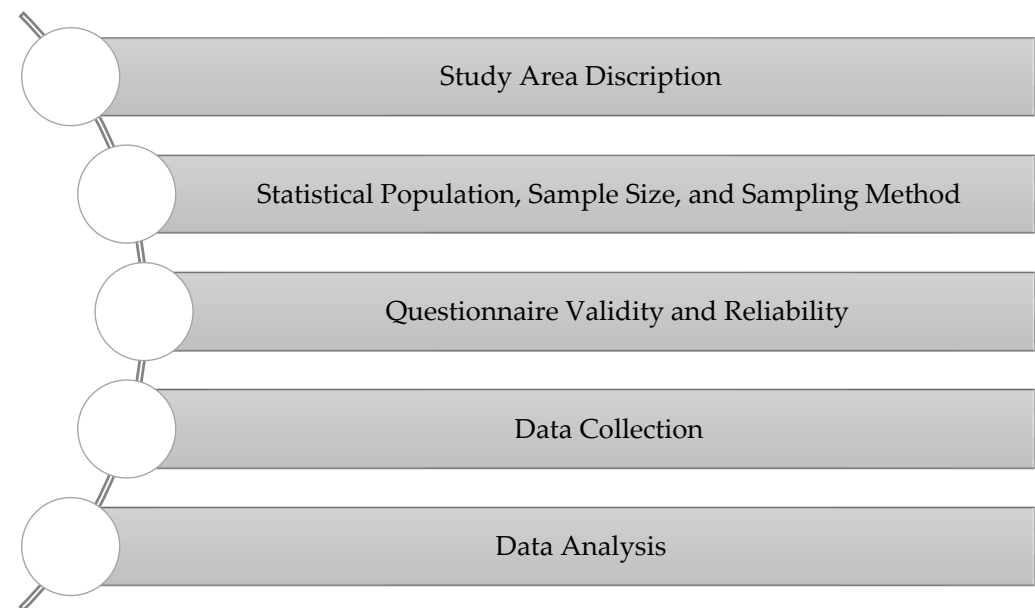 Study Area Discription
Statistical Population, Sample Size, and Sampling Method
Questionnaire Validity and Reliability
Data Collection
Data Analysis